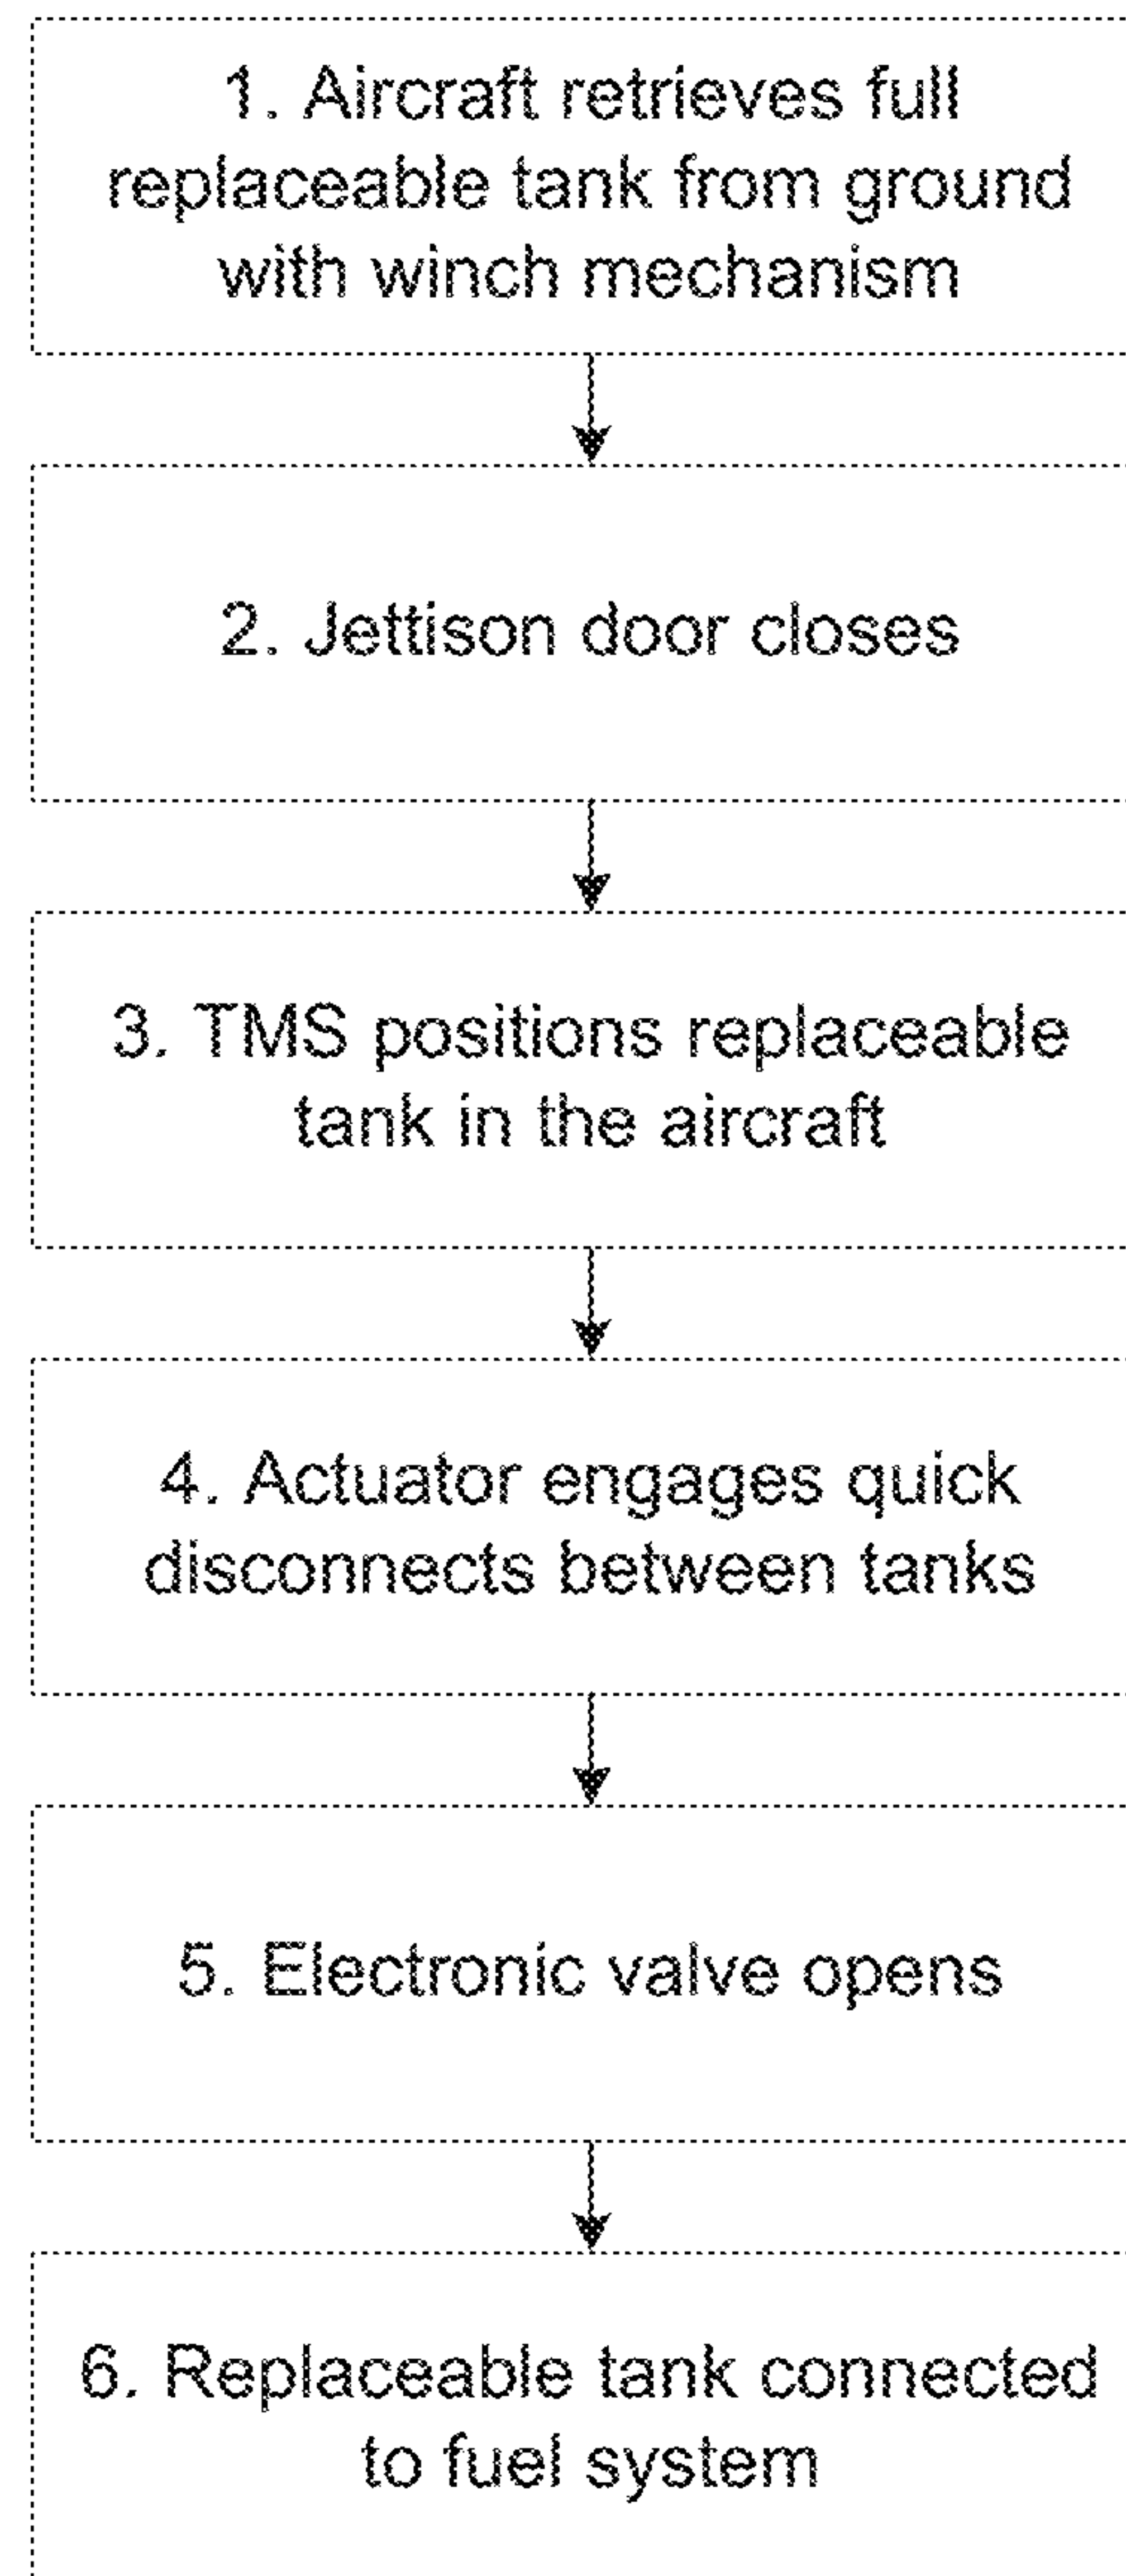 1. Aircraft retrieves full
replaceable tank from ground
with winch mechanism
2. Jettison door closes
3. TMS positions replaceable
tank in the aircraft
4. Actuator engages quick
disconnects between tanks
5. Electronic valve opens
6. Replaceable tank connected
to fuel system